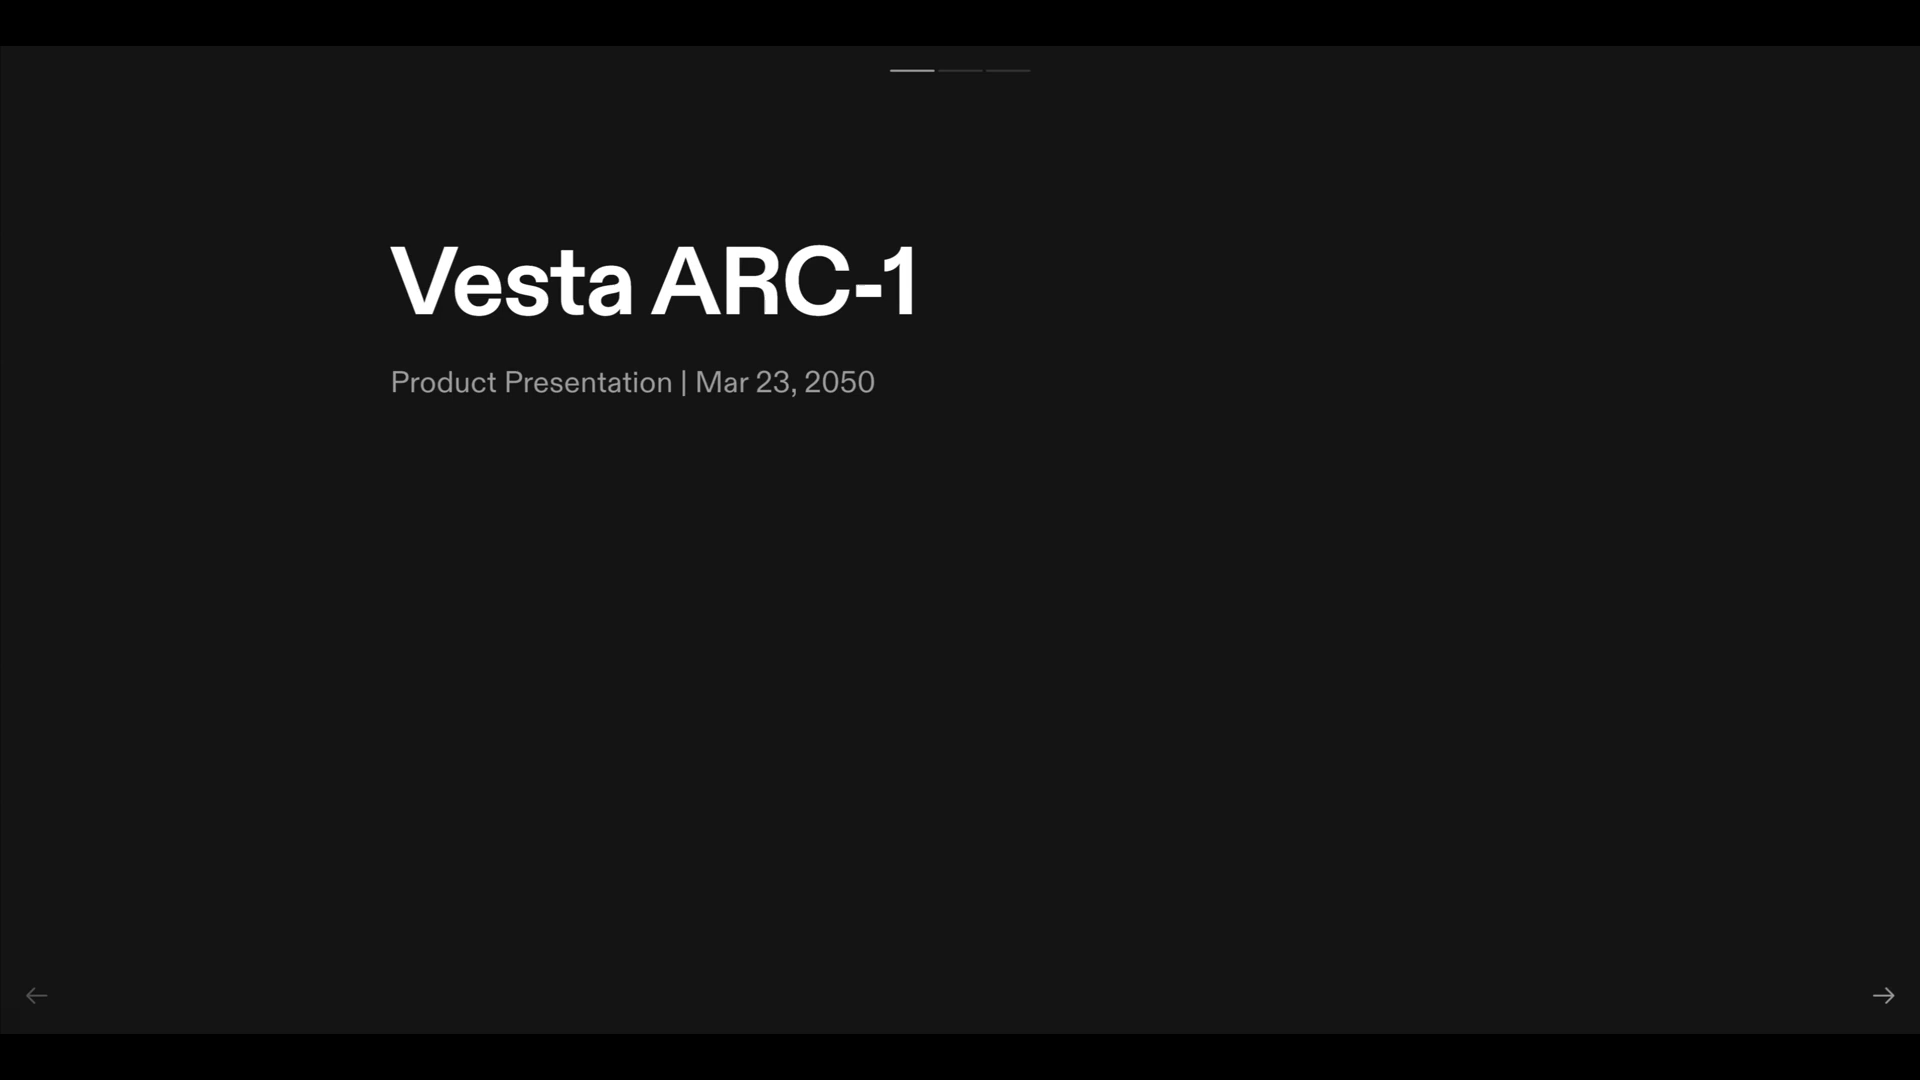 Vesta ARC-1
Product Presentation | Mar 23, 2050